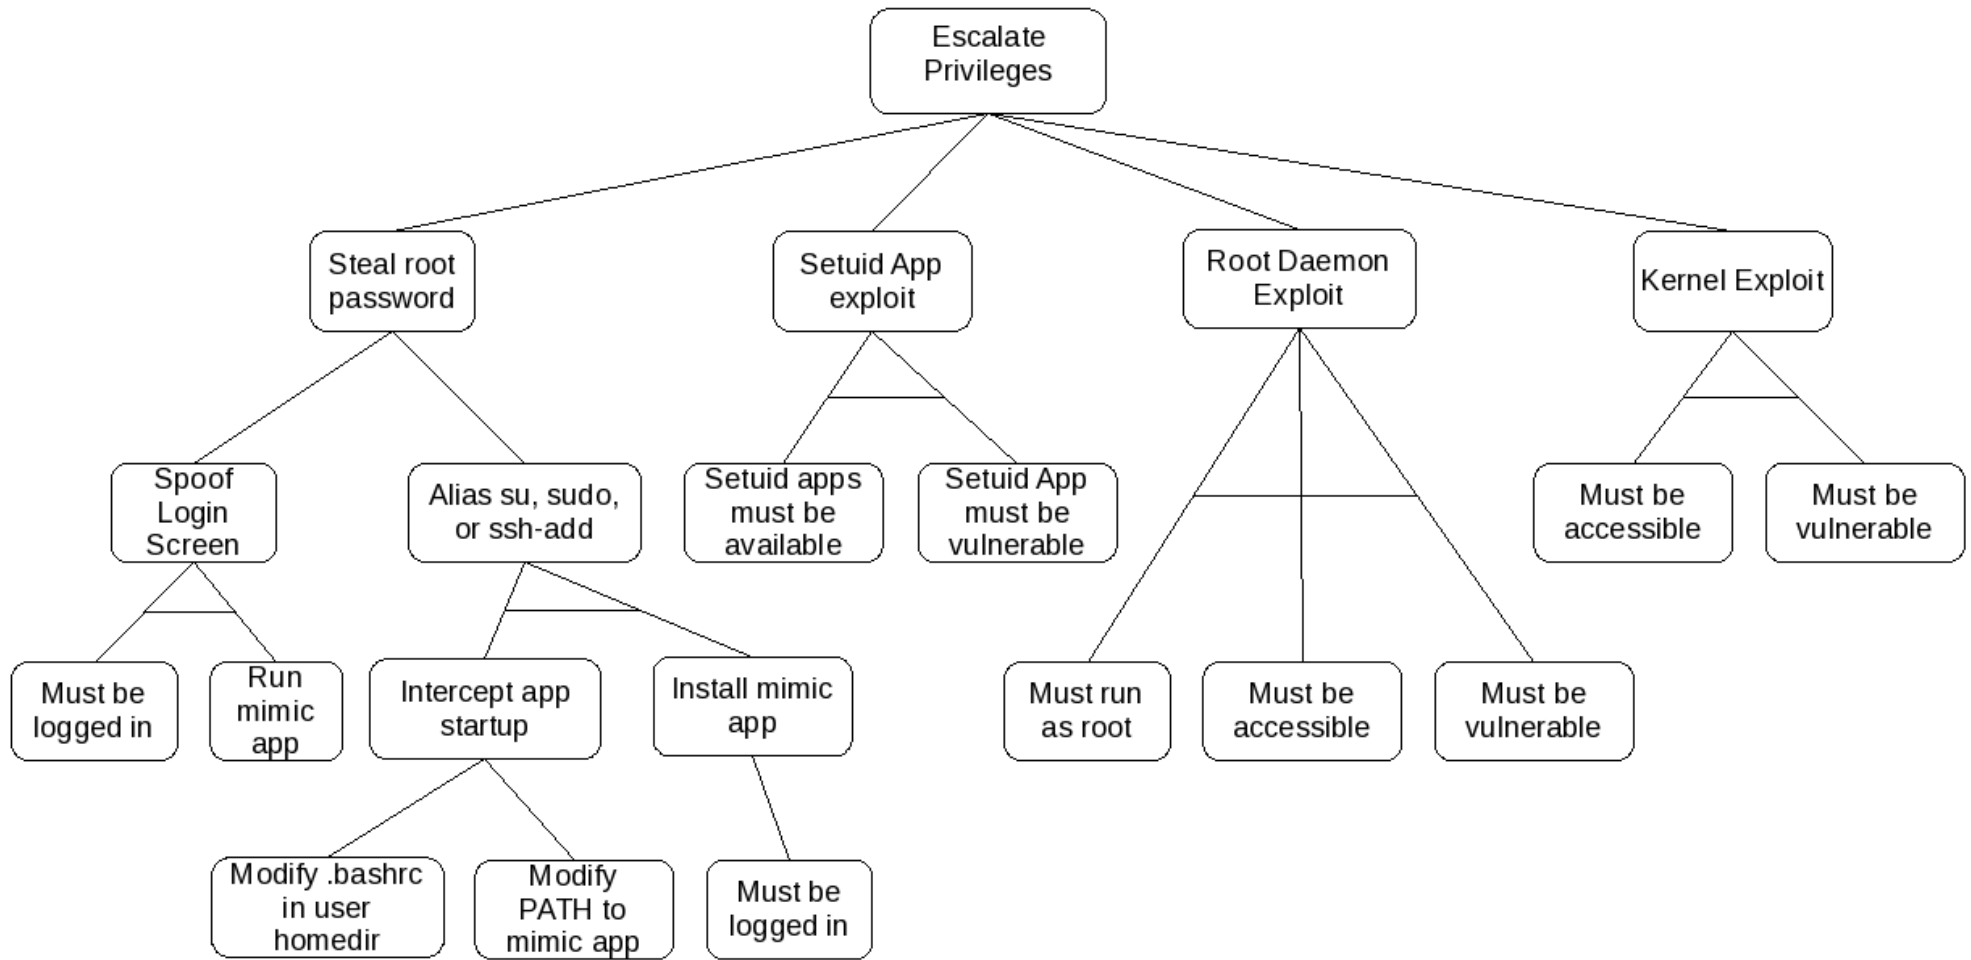 Escalate
Privileges
Steal root
password
Setuid App
exploit
Root Daemon
Exploit
Kernel Exploit
Spoof
Login
Screen
Alias su, sudo,
or ssh-add
Setuid apps
must be
available
Setuid App
must be
vulnerable
Must be
accessible
Must be
vulnerable
Must be
logged in
Run
mimic
app
Intercept app
startup
Install mimic
app
Must run
as root
Must be
accessible
Must be
vulnerable
Modify .bashrc
in user
homedir
Modify
PATH to
mimic app
Must be
logged in